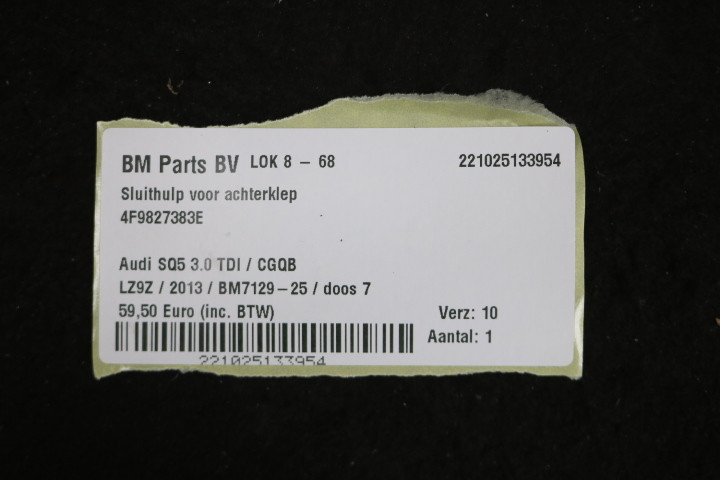 BM Parts BV LOK 8 - 68 221025133954
Sluithulp voor achterklep
4F9827383E
Audi SQ5 3.0 TDI / CGQB
LZ9Z / 2013 / BM7129-25 / doos 7
59,50 Euro (inc. BTW) Verz: 10
Aantal: 1
221025133954